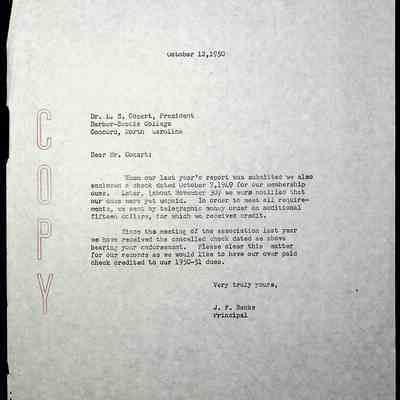 October 12,1950
COPY
Dr. L. S. Cozart, President
Barber-Scotia College
Concord, North Carolina
Dear Mr. Cozart:
When our last year's report was submitted we also
enclosed a check dated October 7,1949 for our membership
dues. Later, (about November 30) we were notified that
our dues were yet unpaid. In order to meet all require-
ments, we sent by telegraphic money order an additional
fifteen dollars, for which we received credit.
Since the meeting of the association last year
we have received the cancelled check dated as above
bearing your endorsement. Please clear this matter
for our records as we would like to have our over paid
check credited to our 1950-51 dues.
Very truly yours,
J. F. Banks
Principal